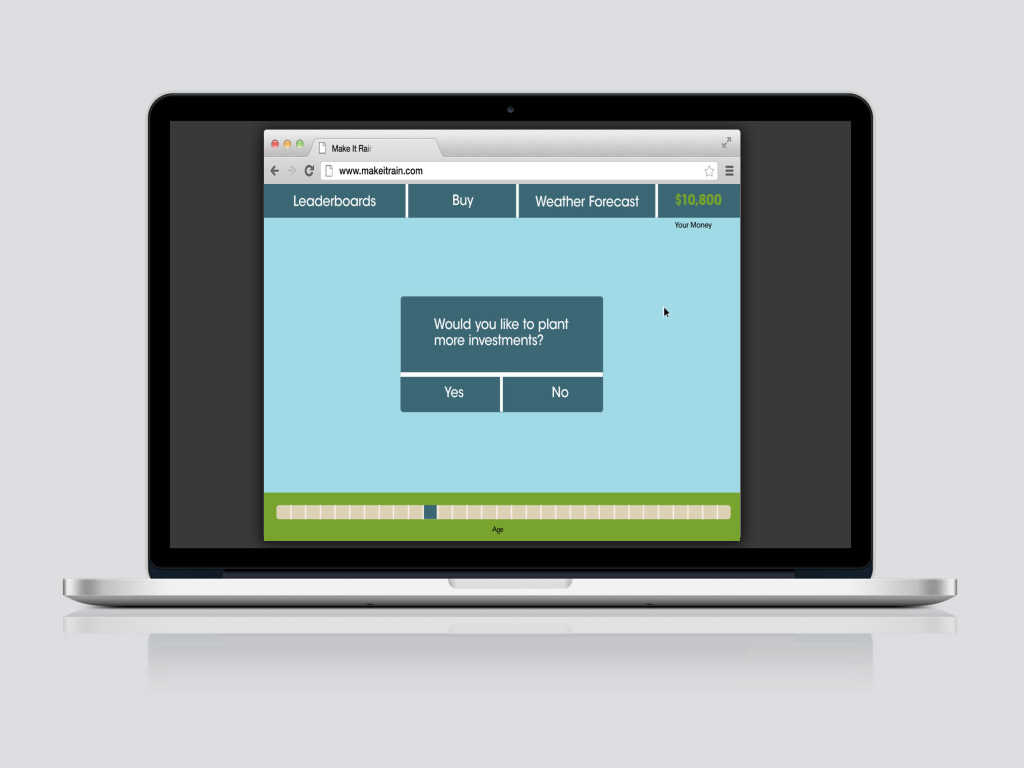 Make It Rai
www.makeitrain.com
Leaderboards
Buy
Weather Forecast
$10,800
Your Money
Would you like to plant
more investments?
Yes
No
Age